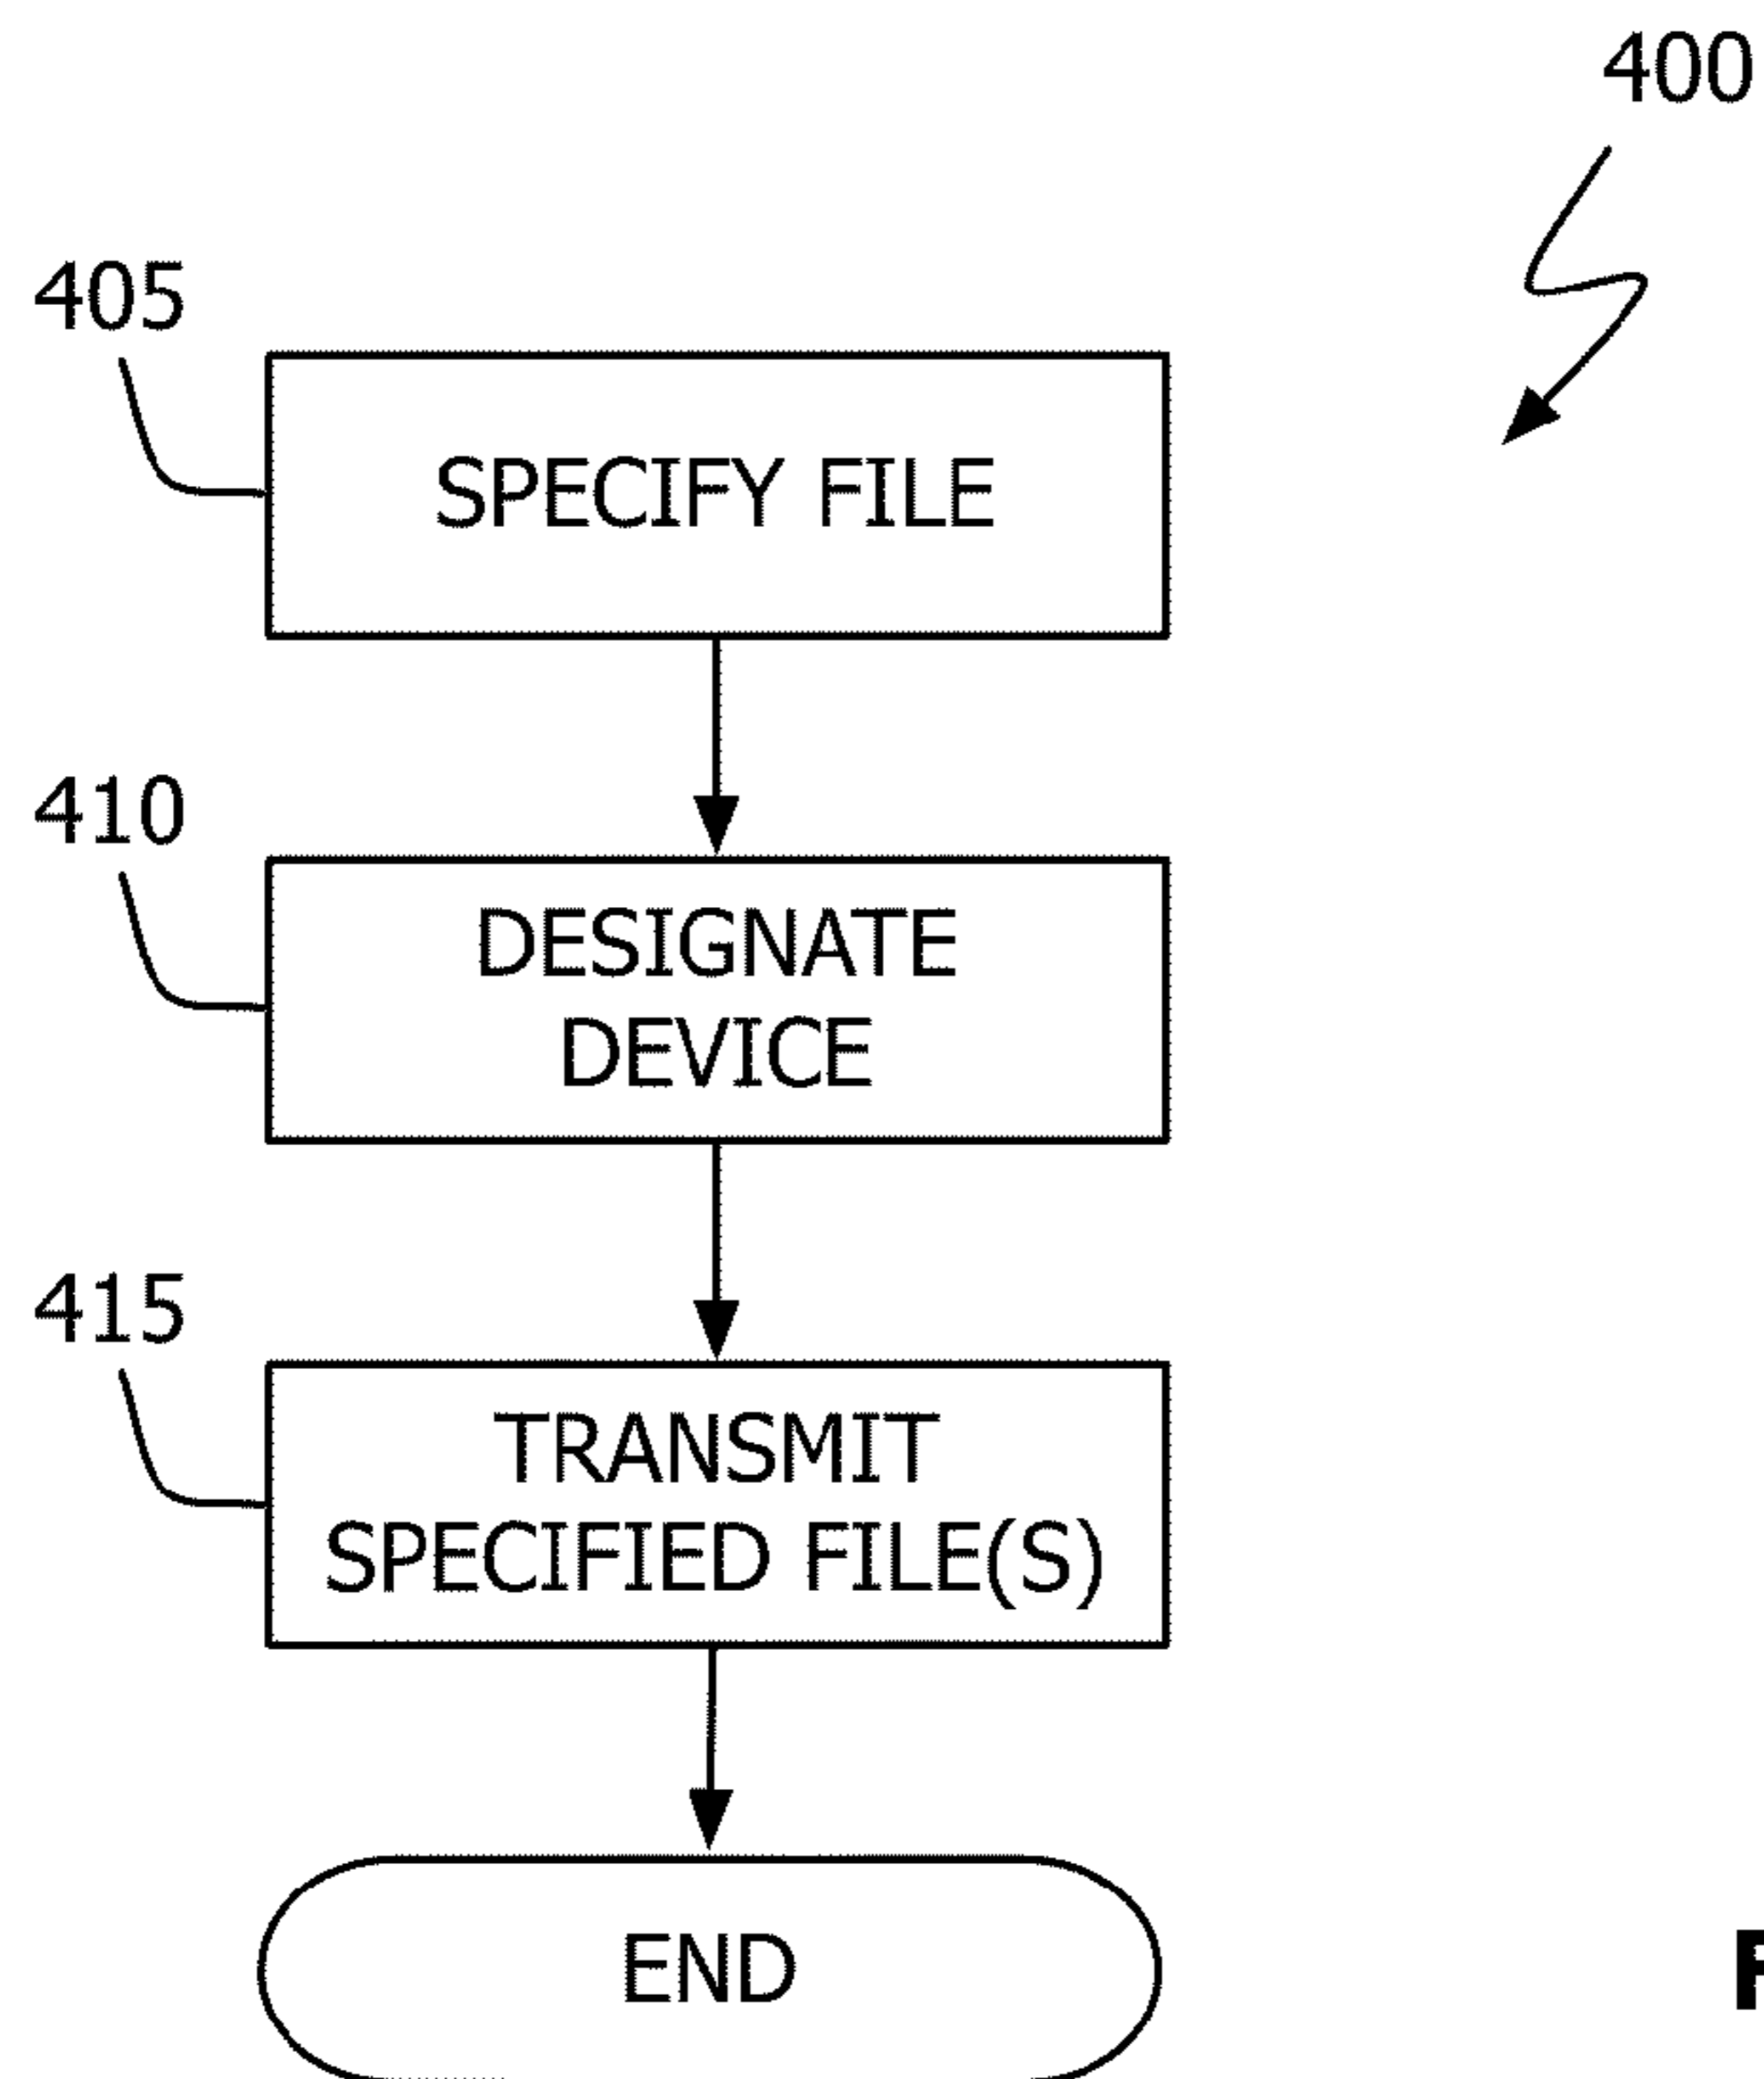 400
405
SPECIFY FILE
410
DESIGNATE
DEVICE
415
TRANSMIT
SPECIFIED FILE(S)
END
F